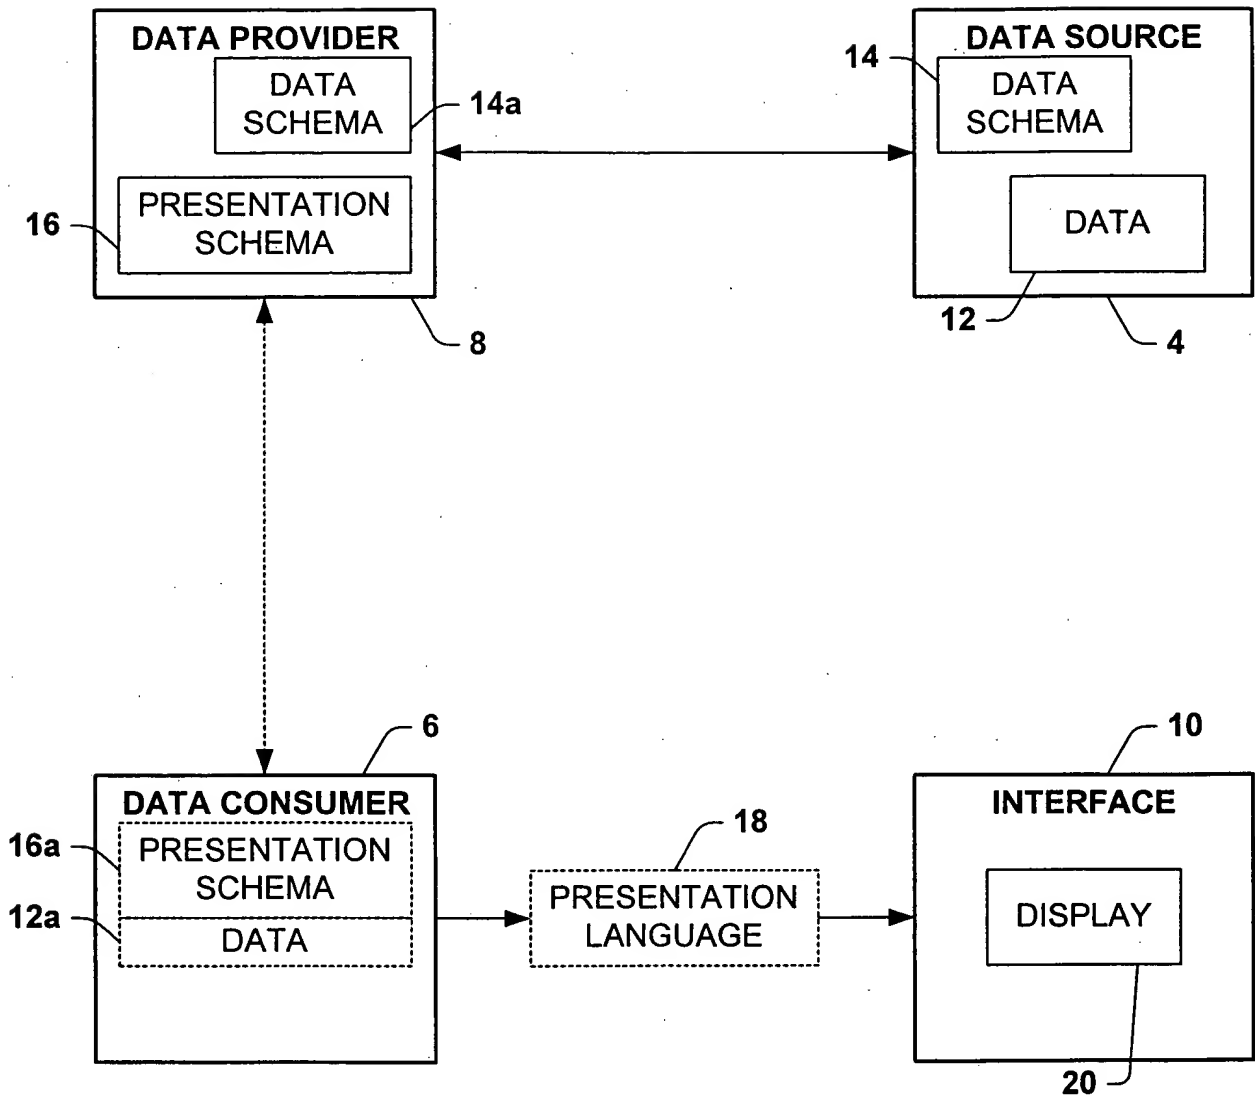 DATA PROVIDER
DATA
SCHEMA
14a
PRESENTATION
SCHEMA
16
8
DATA SOURCE
14
DATA
SCHEMA
DATA
12
4
6
DATA CONSUMER
16a
PRESENTATION
SCHEMA
12a
DATA
18
PRESENTATION
LANGUAGE
10
INTERFACE
DISPLAY
20